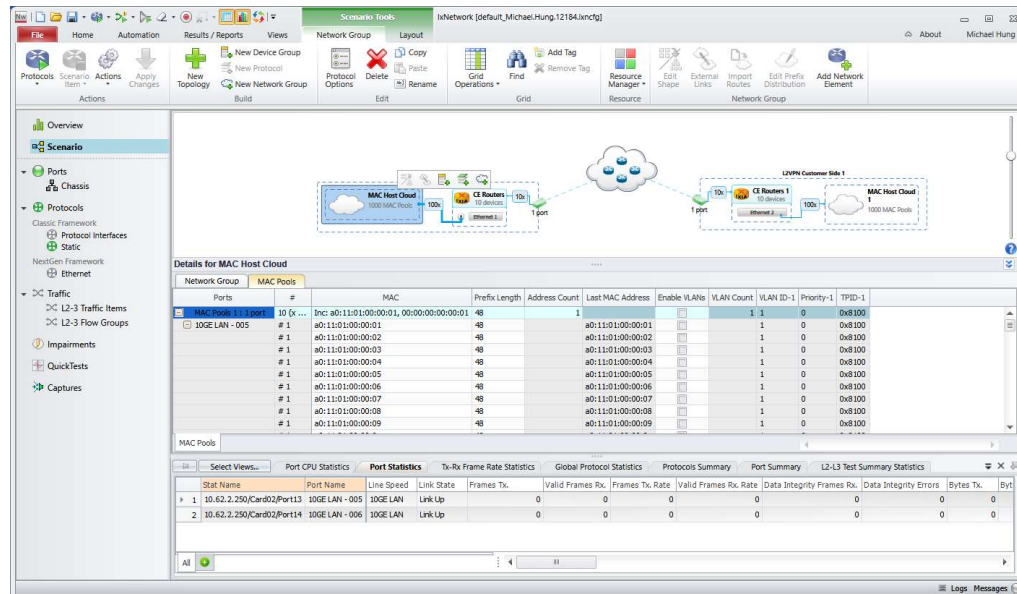 Scenario Tools IxNetwork [default_Michael.Hung.12184.ixncfg]
File Home Automation Results / Reports Views Network Group Layout About Michael Hung
Protocols Scenario Item Actions Apply Changes
Actions
New Topology New Device Group New Protocol New Network Group
Build
Protocol Options Delete Copy Paste Rename
Edit
Grid Operations Find Add Tag Remove Tag
Grid
Resource Manager
Resource
Edit Shape External Links Import Routes Edit Prefix Distribution Add Network Element
Network Group
Overview
Scenario
Ports
Chassis
Protocols
Classic Framework
Protocol Interfaces
Static
NextGen Framework
Ethernet
Traffic
L2-3 Traffic Items
L2-3 Flow Groups
Impairments
QuickTests
Captures
MAC Host Cloud
1000 MAC Pools
100x
CE Routers
10 devices
Ethernet 1
10x
1 port
L2VPN Customer Side 1
1 port
10x
CE Routers 1
10 devices
Ethernet 2
100x
MAC Host Cloud
1
1000 MAC Pools
Details for MAC Host Cloud
Network Group MAC Pools
Ports # MAC Prefix Length Address Count Last MAC Address Enable VLANs VLAN Count VLAN ID-1 Priority-1 TPID-1
MAC Pools 1 : 1 port 10 (x ... Inc: a0:11:01:00:00:01, 00:00:00:00:00:01 48 1 1 1 0 0x8100
10GE LAN - 005 # 1 a0:11:01:00:00:01 48 a0:11:01:00:00:01 1 0 0x8100
# 1 a0:11:01:00:00:02 48 a0:11:01:00:00:02 1 0 0x8100
# 1 a0:11:01:00:00:03 48 a0:11:01:00:00:03 1 0 0x8100
# 1 a0:11:01:00:00:04 48 a0:11:01:00:00:04 1 0 0x8100
# 1 a0:11:01:00:00:05 48 a0:11:01:00:00:05 1 0 0x8100
# 1 a0:11:01:00:00:06 48 a0:11:01:00:00:06 1 0 0x8100
# 1 a0:11:01:00:00:07 48 a0:11:01:00:00:07 1 0 0x8100
# 1 a0:11:01:00:00:08 48 a0:11:01:00:00:08 1 0 0x8100
# 1 a0:11:01:00:00:09 48 a0:11:01:00:00:09 1 0 0x8100
MAC Pools
Select Views... Port CPU Statistics Port Statistics Tx-Rx Frame Rate Statistics Global Protocol Statistics Protocols Summary Port Summary L2-L3 Test Summary Statistics
Stat Name Port Name Line Speed Link State Frames Tx. Valid Frames Rx. Frames Tx. Rate Valid Frames Rx. Rate Data Integrity Frames Rx. Data Integrity Errors Bytes Tx. Byt
1 10.62.2.250/Card02/Port13 10GE LAN - 005 10GE LAN Link Up 0 0 0 0 0 0 0
2 10.62.2.250/Card02/Port14 10GE LAN - 006 10GE LAN Link Up 0 0 0 0 0 0 0
All
Logs Messages